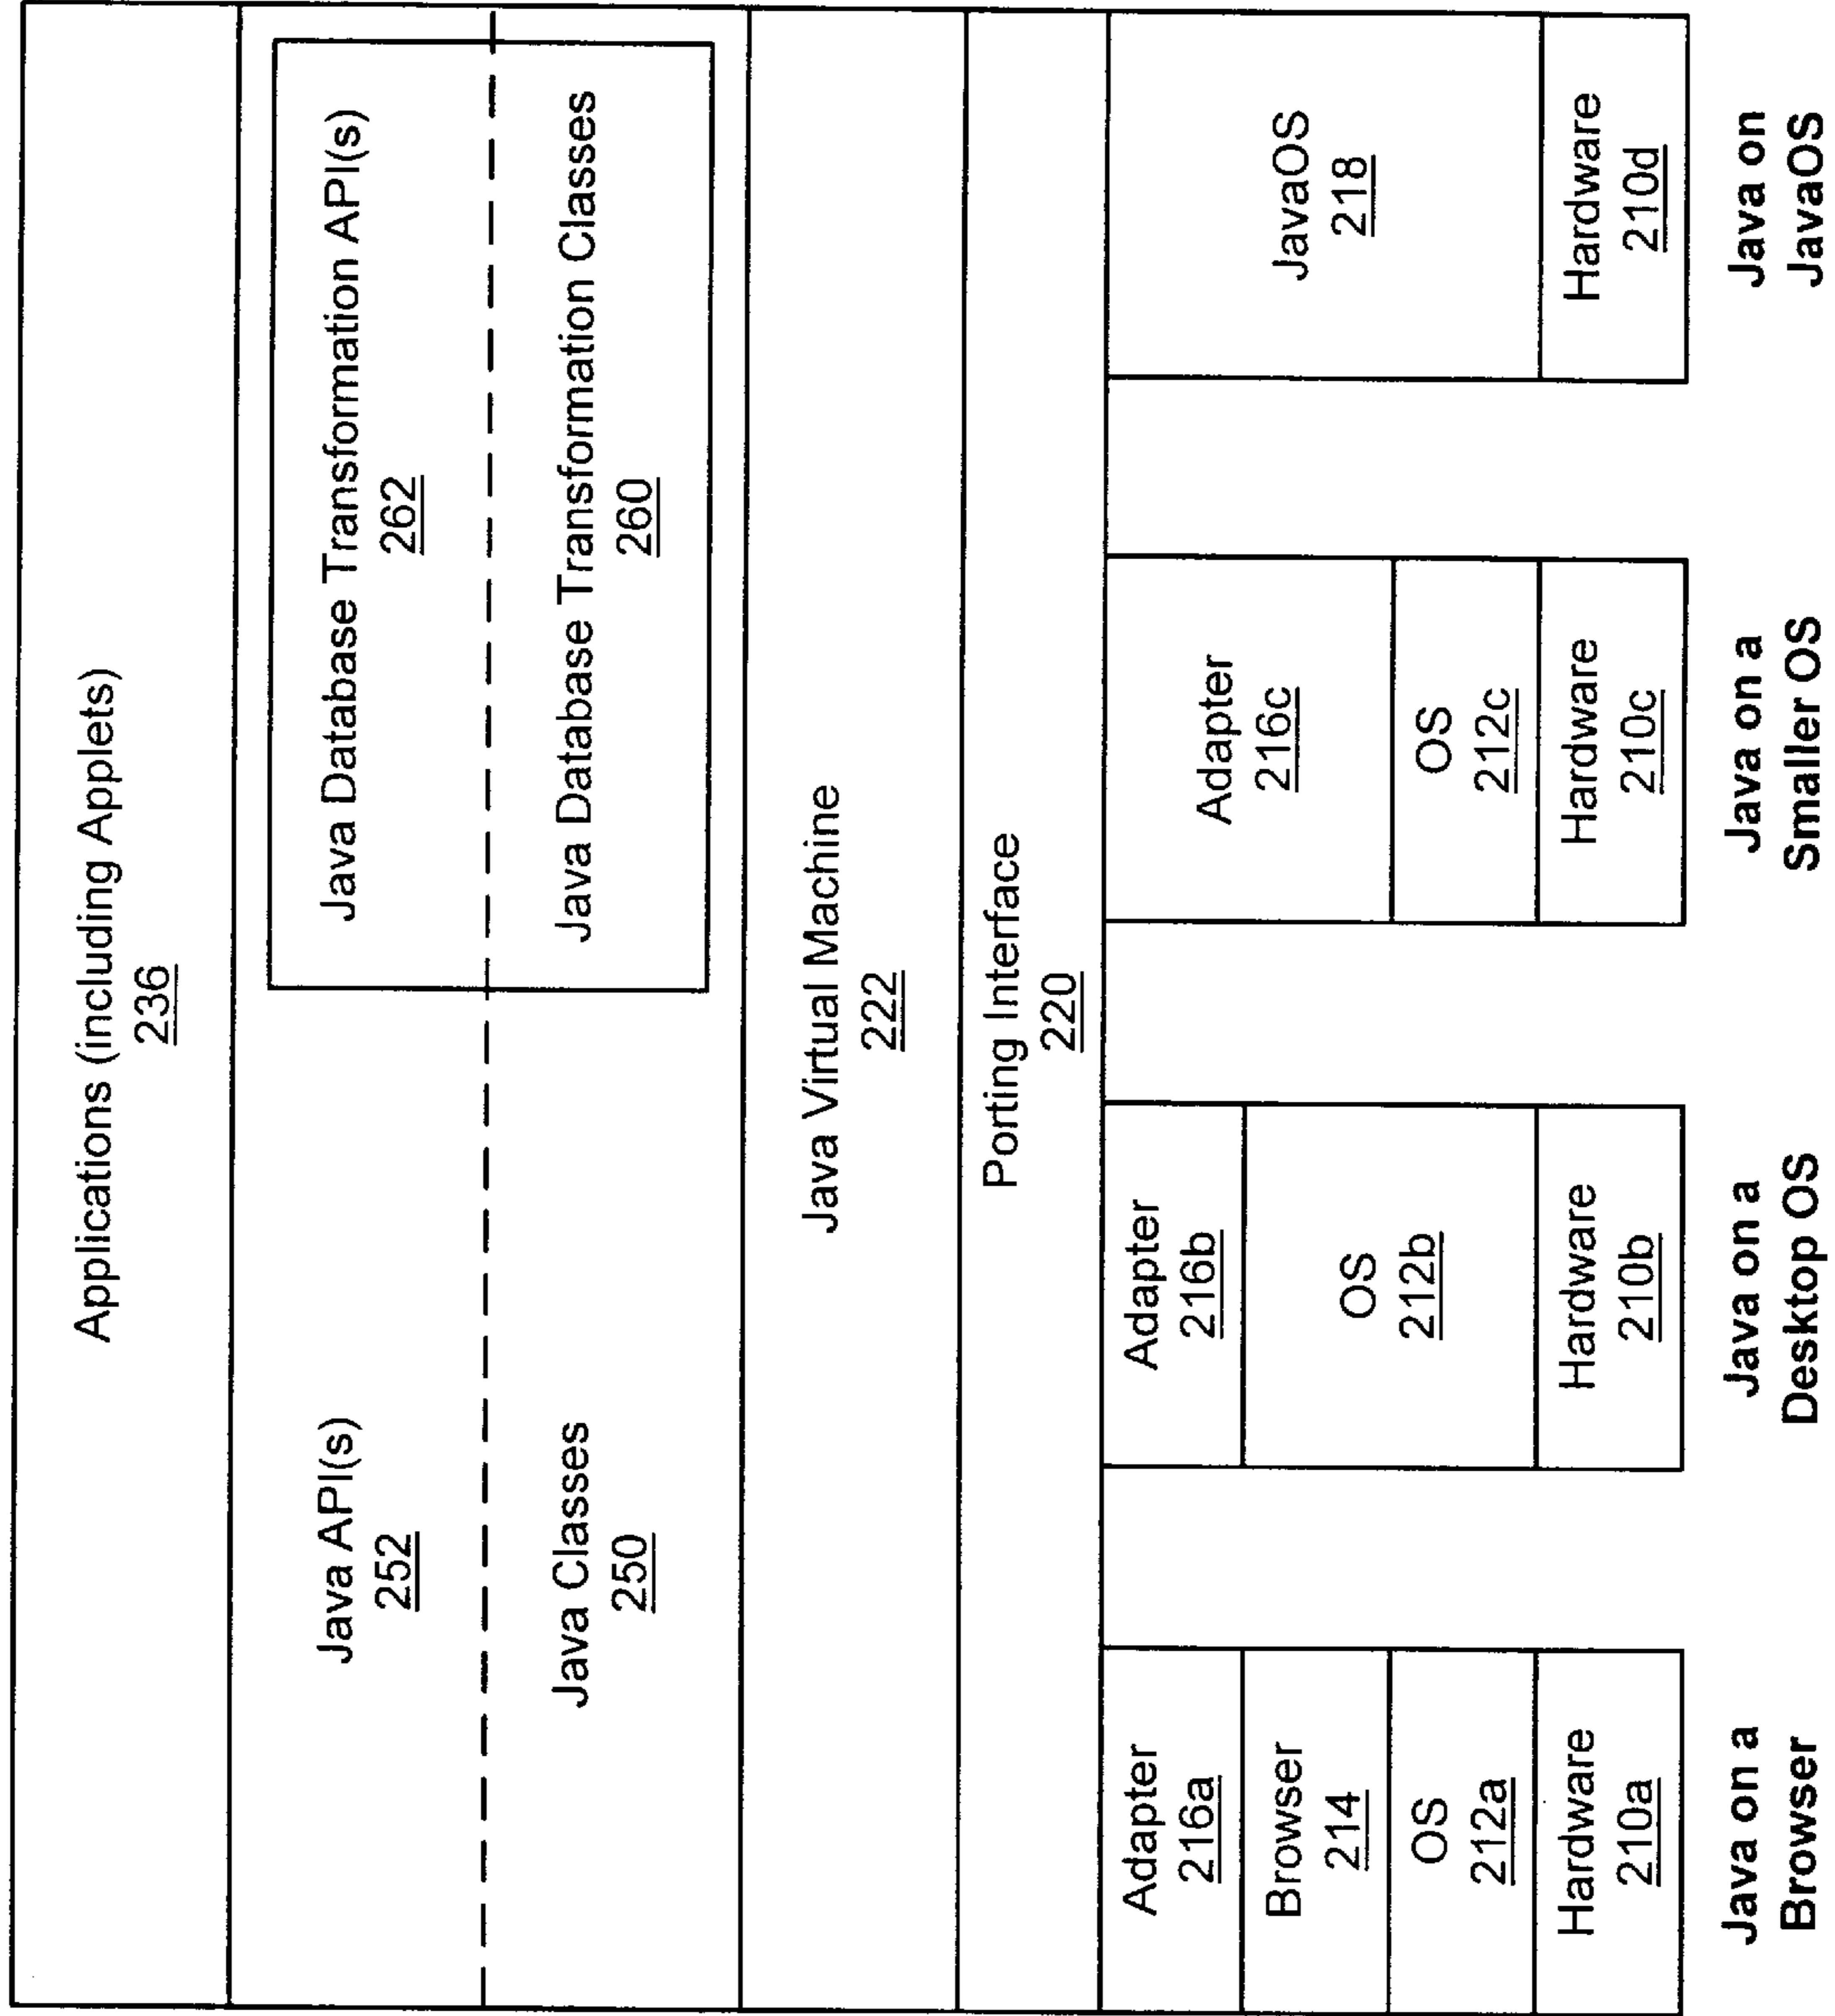 Applications (including Applets)
236
Java API(s)
252
Java Database Transformation API(s)
262
Java Classes
250
Java Database Transformation Classes
260
Java Virtual Machine
222
Porting Interface
220
Adapter
216a
Browser
214
OS
212a
Hardware
210a
Java on a
Browser
Adapter
216b
OS
212b
Hardware
210b
Java on a
Desktop OS
Adapter
216c
OS
212c
Hardware
210c
Java on a
Smaller OS
JavaOS
218
Hardware
210d
Java on
JavaOS